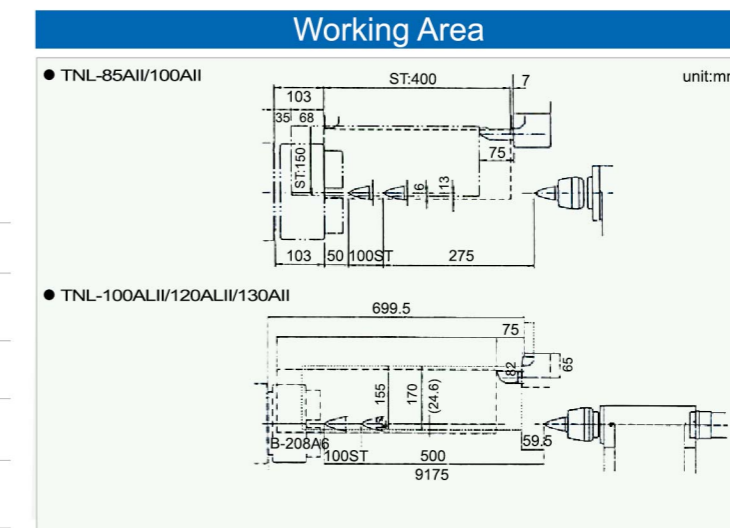 Working Area
● TNL-85AII/100AII
unit:mm
ST:400
7
103
35
68
ST:150
75
16
13
103
50
100ST
275
● TNL-100ALII/120ALII/130AII
699.5
75
82
65
155
170
(24.6)
B-208A6
59.5
100ST
500
9175